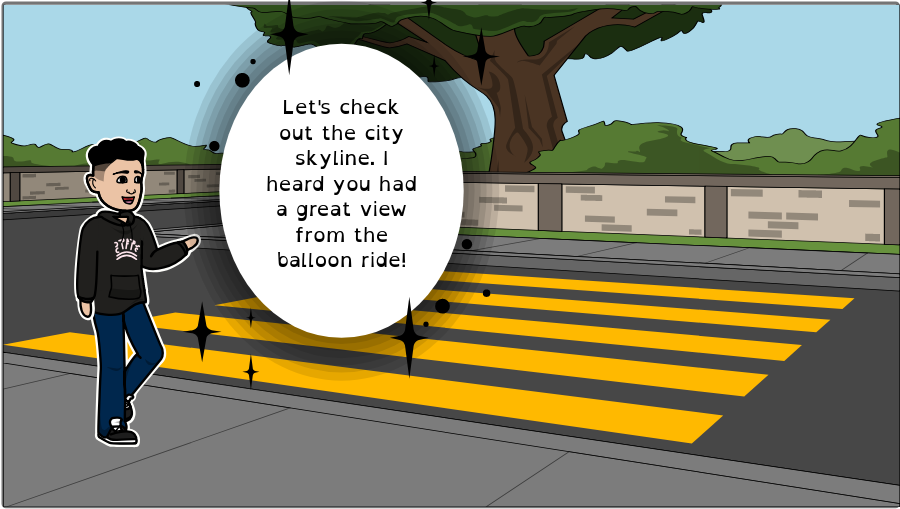 Let's check
out the city
skyline. I
heard you had
a great view
from the
balloon ride!